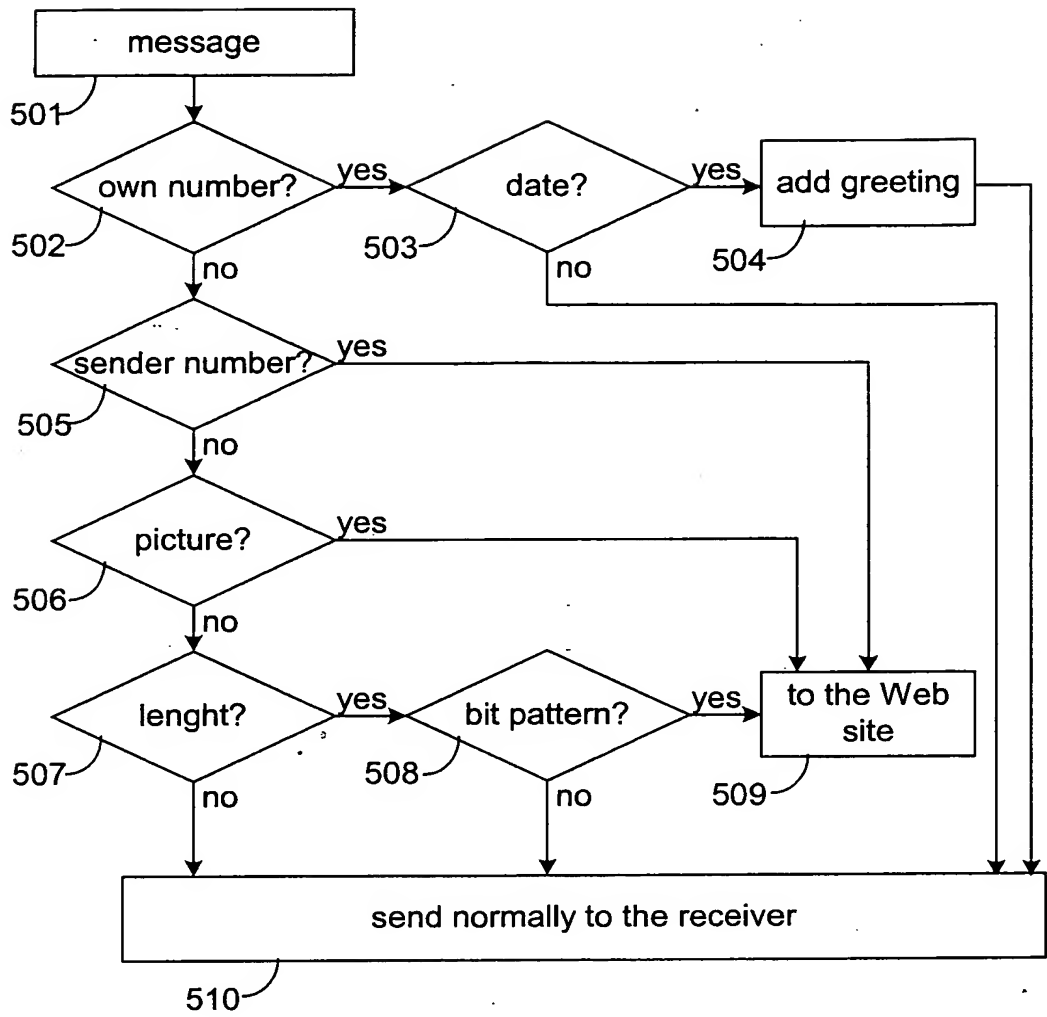 message
501
own number?
yes
date?
yes
add greeting
502
503
504
no
no
sender number?
yes
505
no
picture?
yes
506
no
lenght?
yes
bit pattern?
yes
to the Web
site
507
508
509
no
no
send normally to the receiver
510